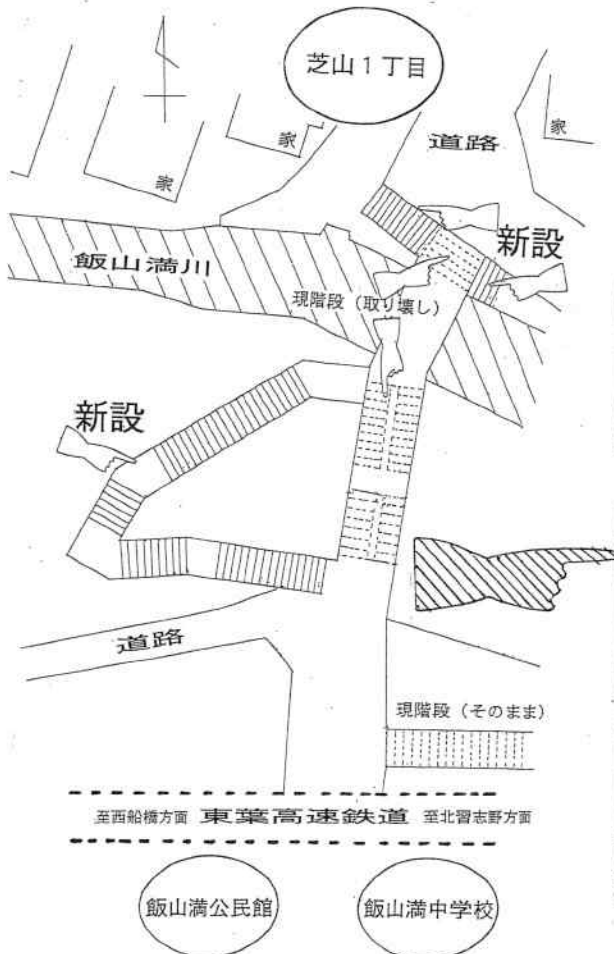 芝山1丁目
道路
家
家
家
新設
飯山満川
現階段（取り壊し）
新設
道路
現階段（そのまま）
至西船橋方面 東葉高速鉄道 至北習志野方面
飯山満公民館
飯山満中学校